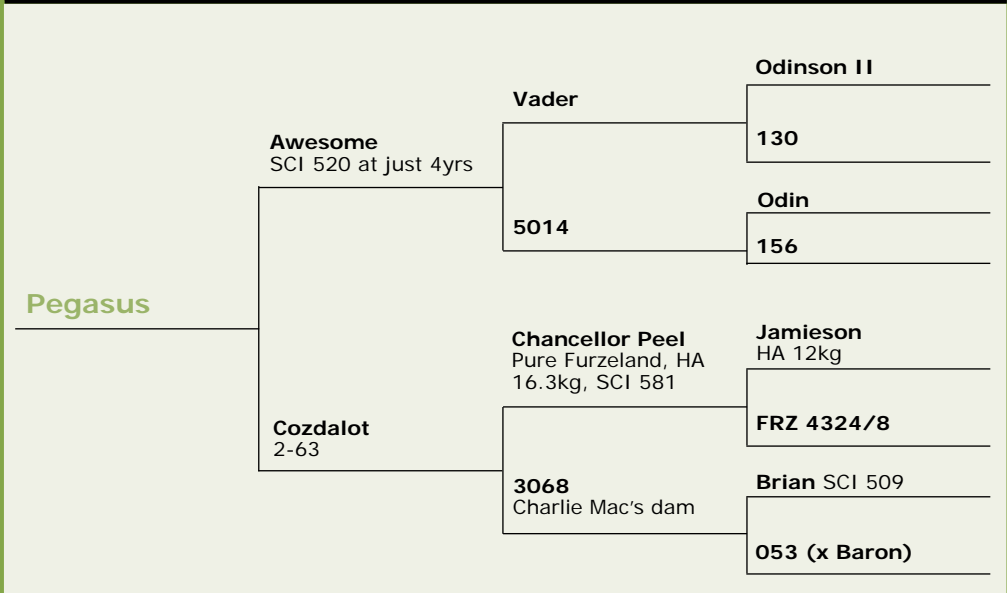 Odinson II
Vader
130
Awesome
SCI 520 at just 4yrs
Odin
5014
156
Pegasus
Chancellor Peel
Pure Furzeland, HA
16.3kg, SCI 581
Jamieson
HA 12kg
Cozdalot
2-63
FRZ 4324/8
3068
Charlie Mac's dam
Brian SCI 509
053 (x Baron)